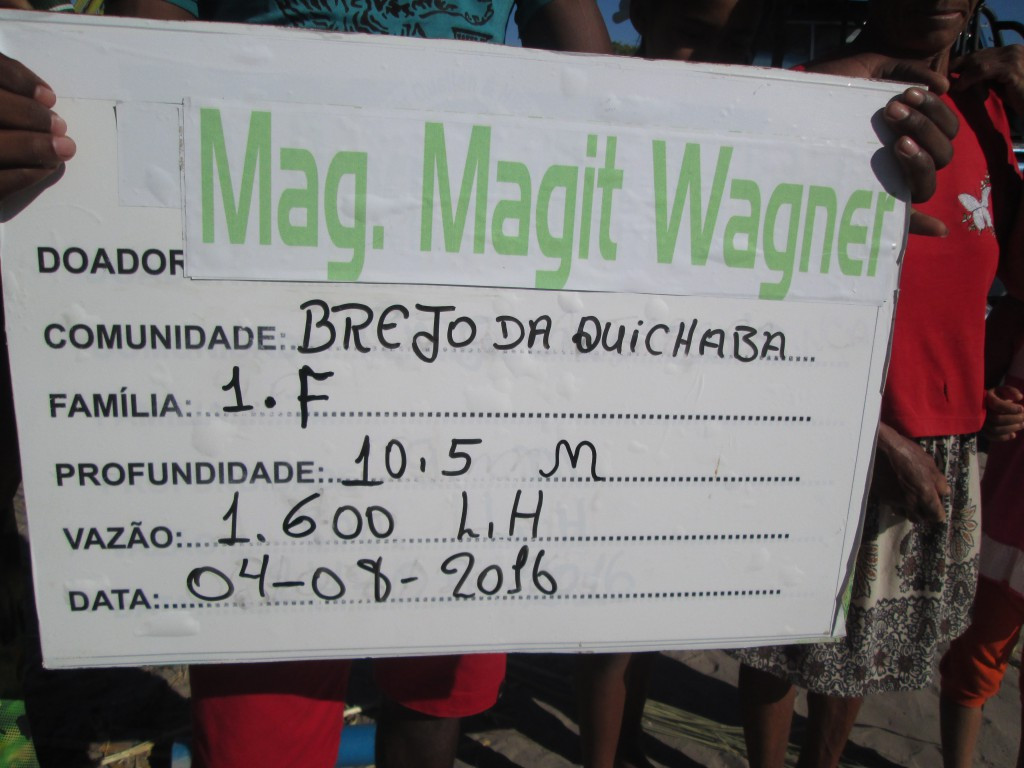 Mag. Magit Wagner
DOADOR
COMUNIDADE: BREJO DA QUICHABA
FAMÍLIA: 1. F
PROFUNDIDADE: 10.5 M
VAZÃO: 1.600 L.H
DATA: 04-08-2016